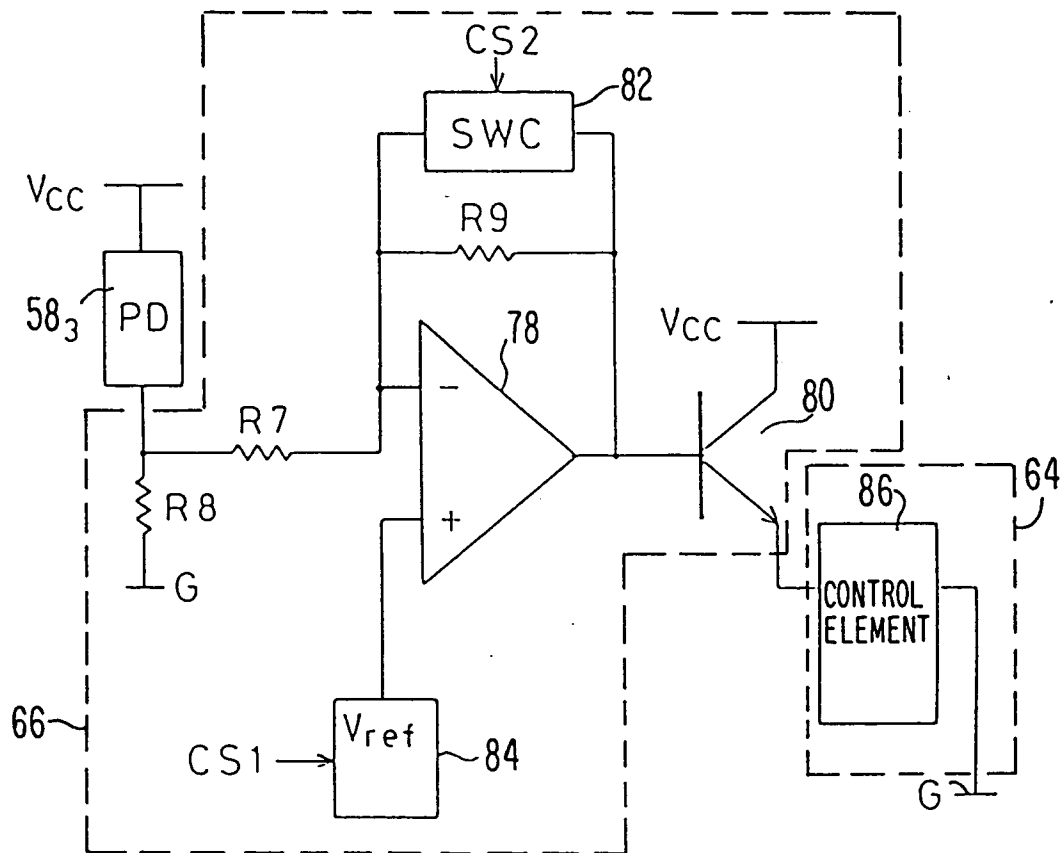 CS2
82
SWC
VCC
R9
58₃
PD
78
VCC
R7
80
−
64
R8
86
+
G
CONTROL
ELEMENT
66
Vref
CS1
84
G